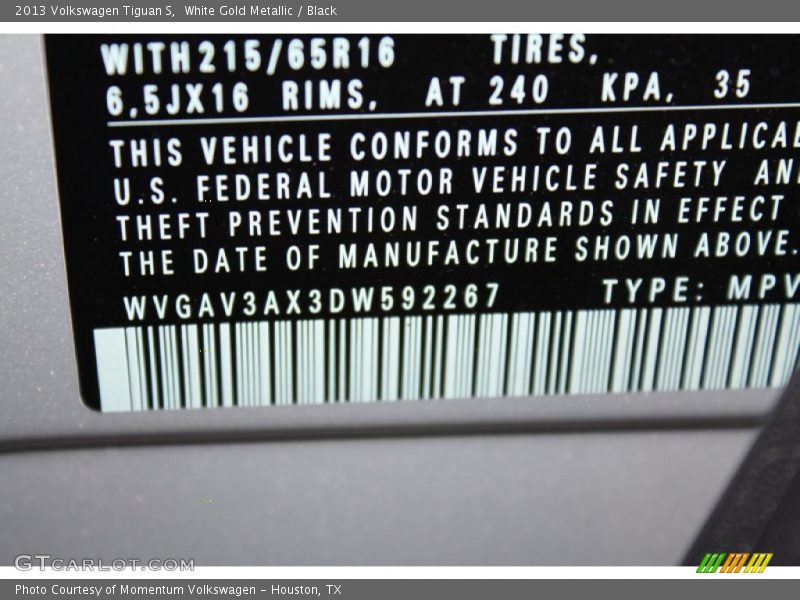 2013 Volkswagen Tiguan S,  White Gold Metallic / Black
WITH 215/65R16 TIRES,
6.5JX16 RIMS, AT 240 KPA, 35
THIS VEHICLE CONFORMS TO ALL APPLICA
U.S. FEDERAL MOTOR VEHICLE SAFETY AN
THEFT PREVENTION STANDARDS IN EFFECT
THE DATE OF MANUFACTURE SHOWN ABOVE.
WVGAV3AX3DW592267 TYPE: MPV
GTCARLOT.COM
Photo Courtesy of Momentum Volkswagen - Houston, TX